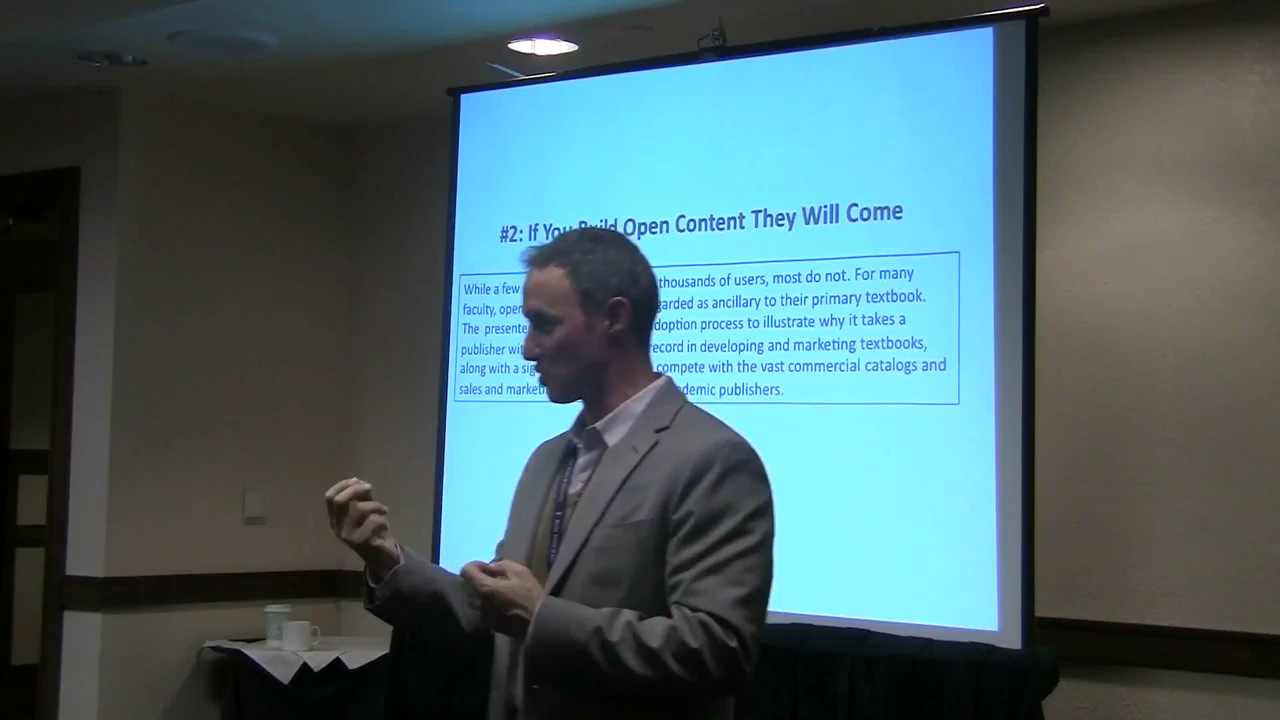 #2: If You Build Open Content They Will Come
While a few thousands of users, most do not. For many
faculty, open garded as ancillary to their primary textbook.
The presente doption process to illustrate why it takes a
publisher wit record in developing and marketing textbooks,
along with a sig compete with the vast commercial catalogs and
sales and marketi demic publishers.